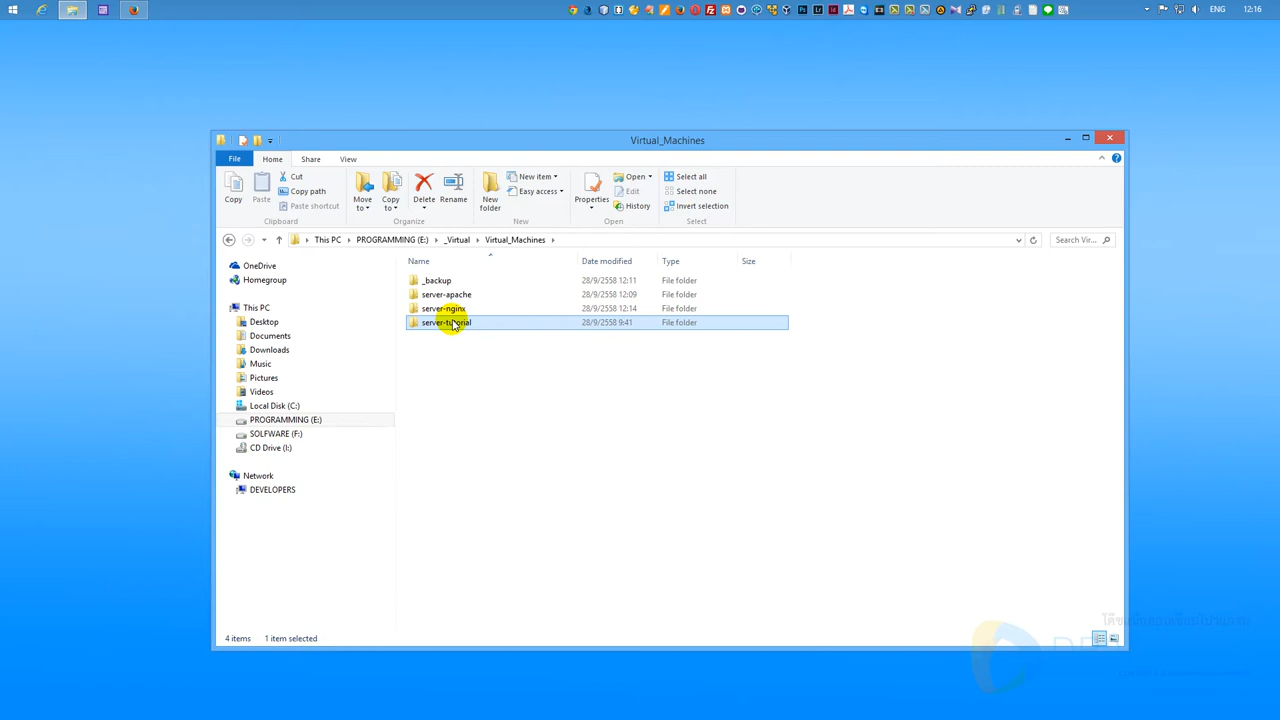 ENG
12:16
Virtual_Machines
File Home Share View
Cut
Copy path
Paste shortcut
Copy Paste
Clipboard
Move to Copy to Delete Rename
Organize
New item
Easy access
New folder
New
Properties
Open
Edit
History
Open
Select all
Select none
Invert selection
Select
This PC PROGRAMMING (E:) _Virtual Virtual_Machines
Search Vir...
Name Date modified Type Size
OneDrive
Homegroup
This PC
Desktop
Documents
Downloads
Music
Pictures
Videos
Local Disk (C:)
PROGRAMMING (E:)
SOLFWARE (F:)
CD Drive (I:)
Network
DEVELOPERS
_backup 28/9/2558 12:11 File folder
server-apache 28/9/2558 12:09 File folder
server-nginx 28/9/2558 12:14 File folder
server-tutorial 28/9/2558 9:41 File folder
4 items 1 item selected